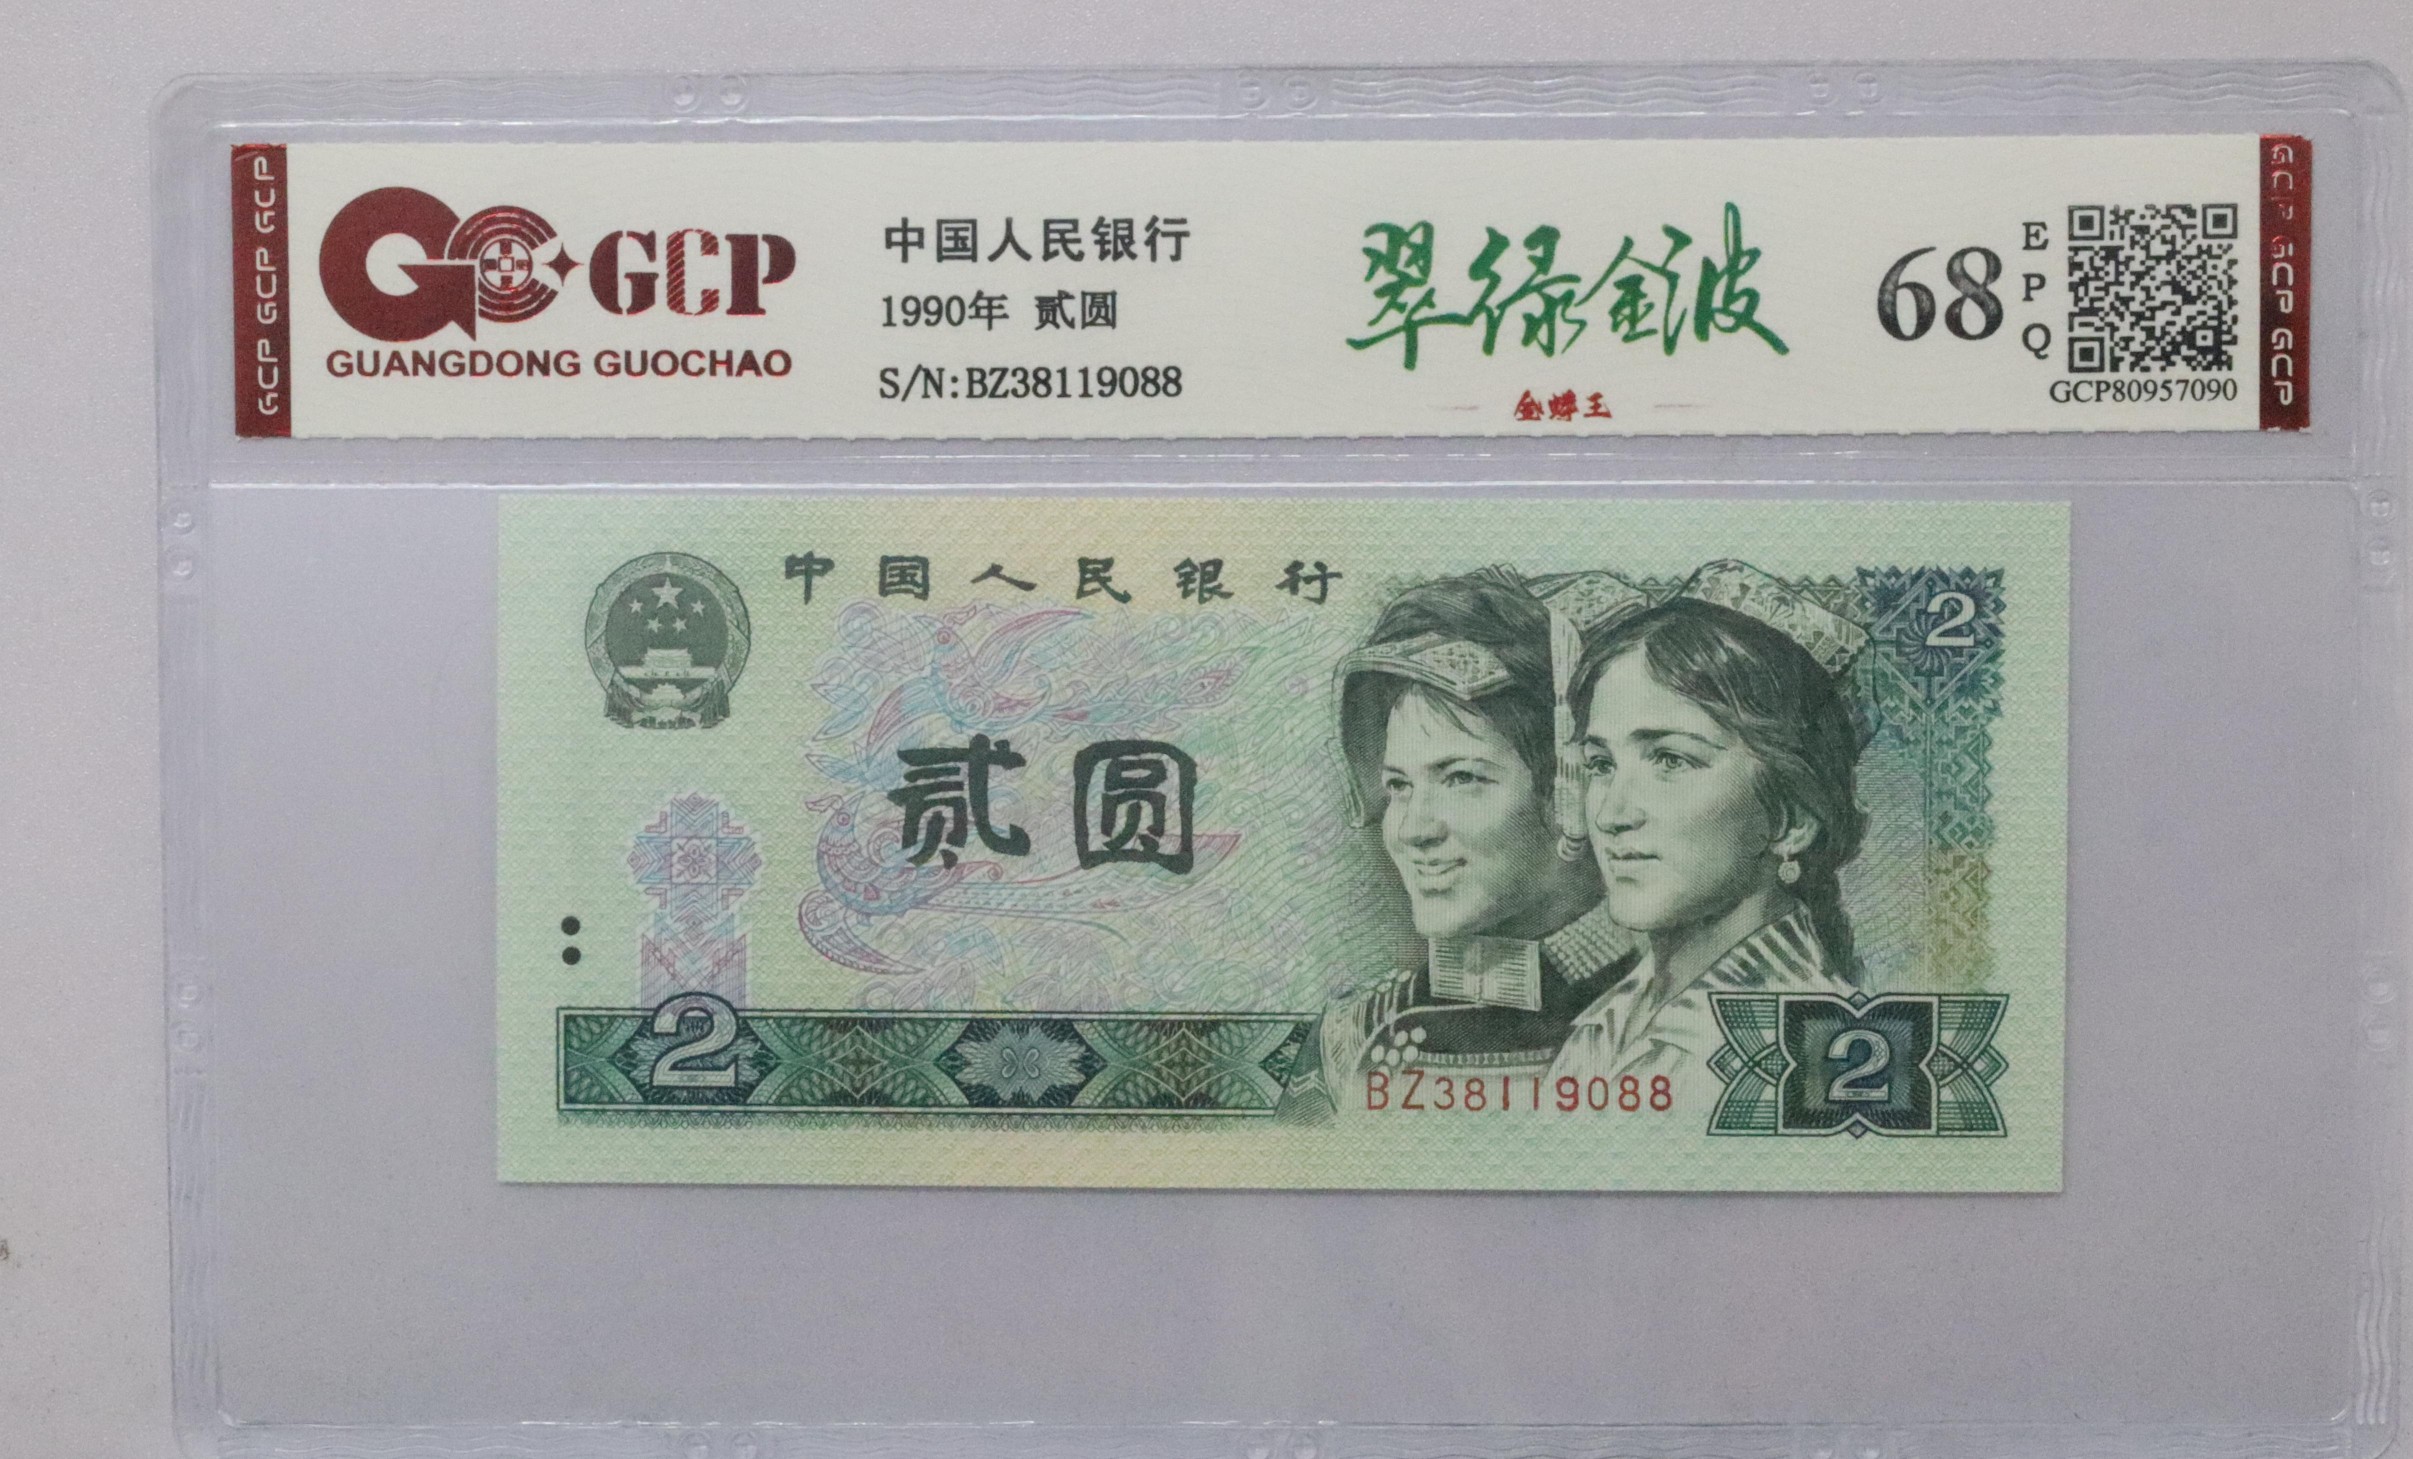 GCP GCP GCP
GCP
GUANGDONG GUOCHAO
中国人民银行
1990年 贰圆
S/N:BZ38119088
翠绿金波
金蟒王
68
E
P
Q
GCP80957090
GCP GCP GCP
中国人民银行
2
贰圆
2
BZ38119088
2